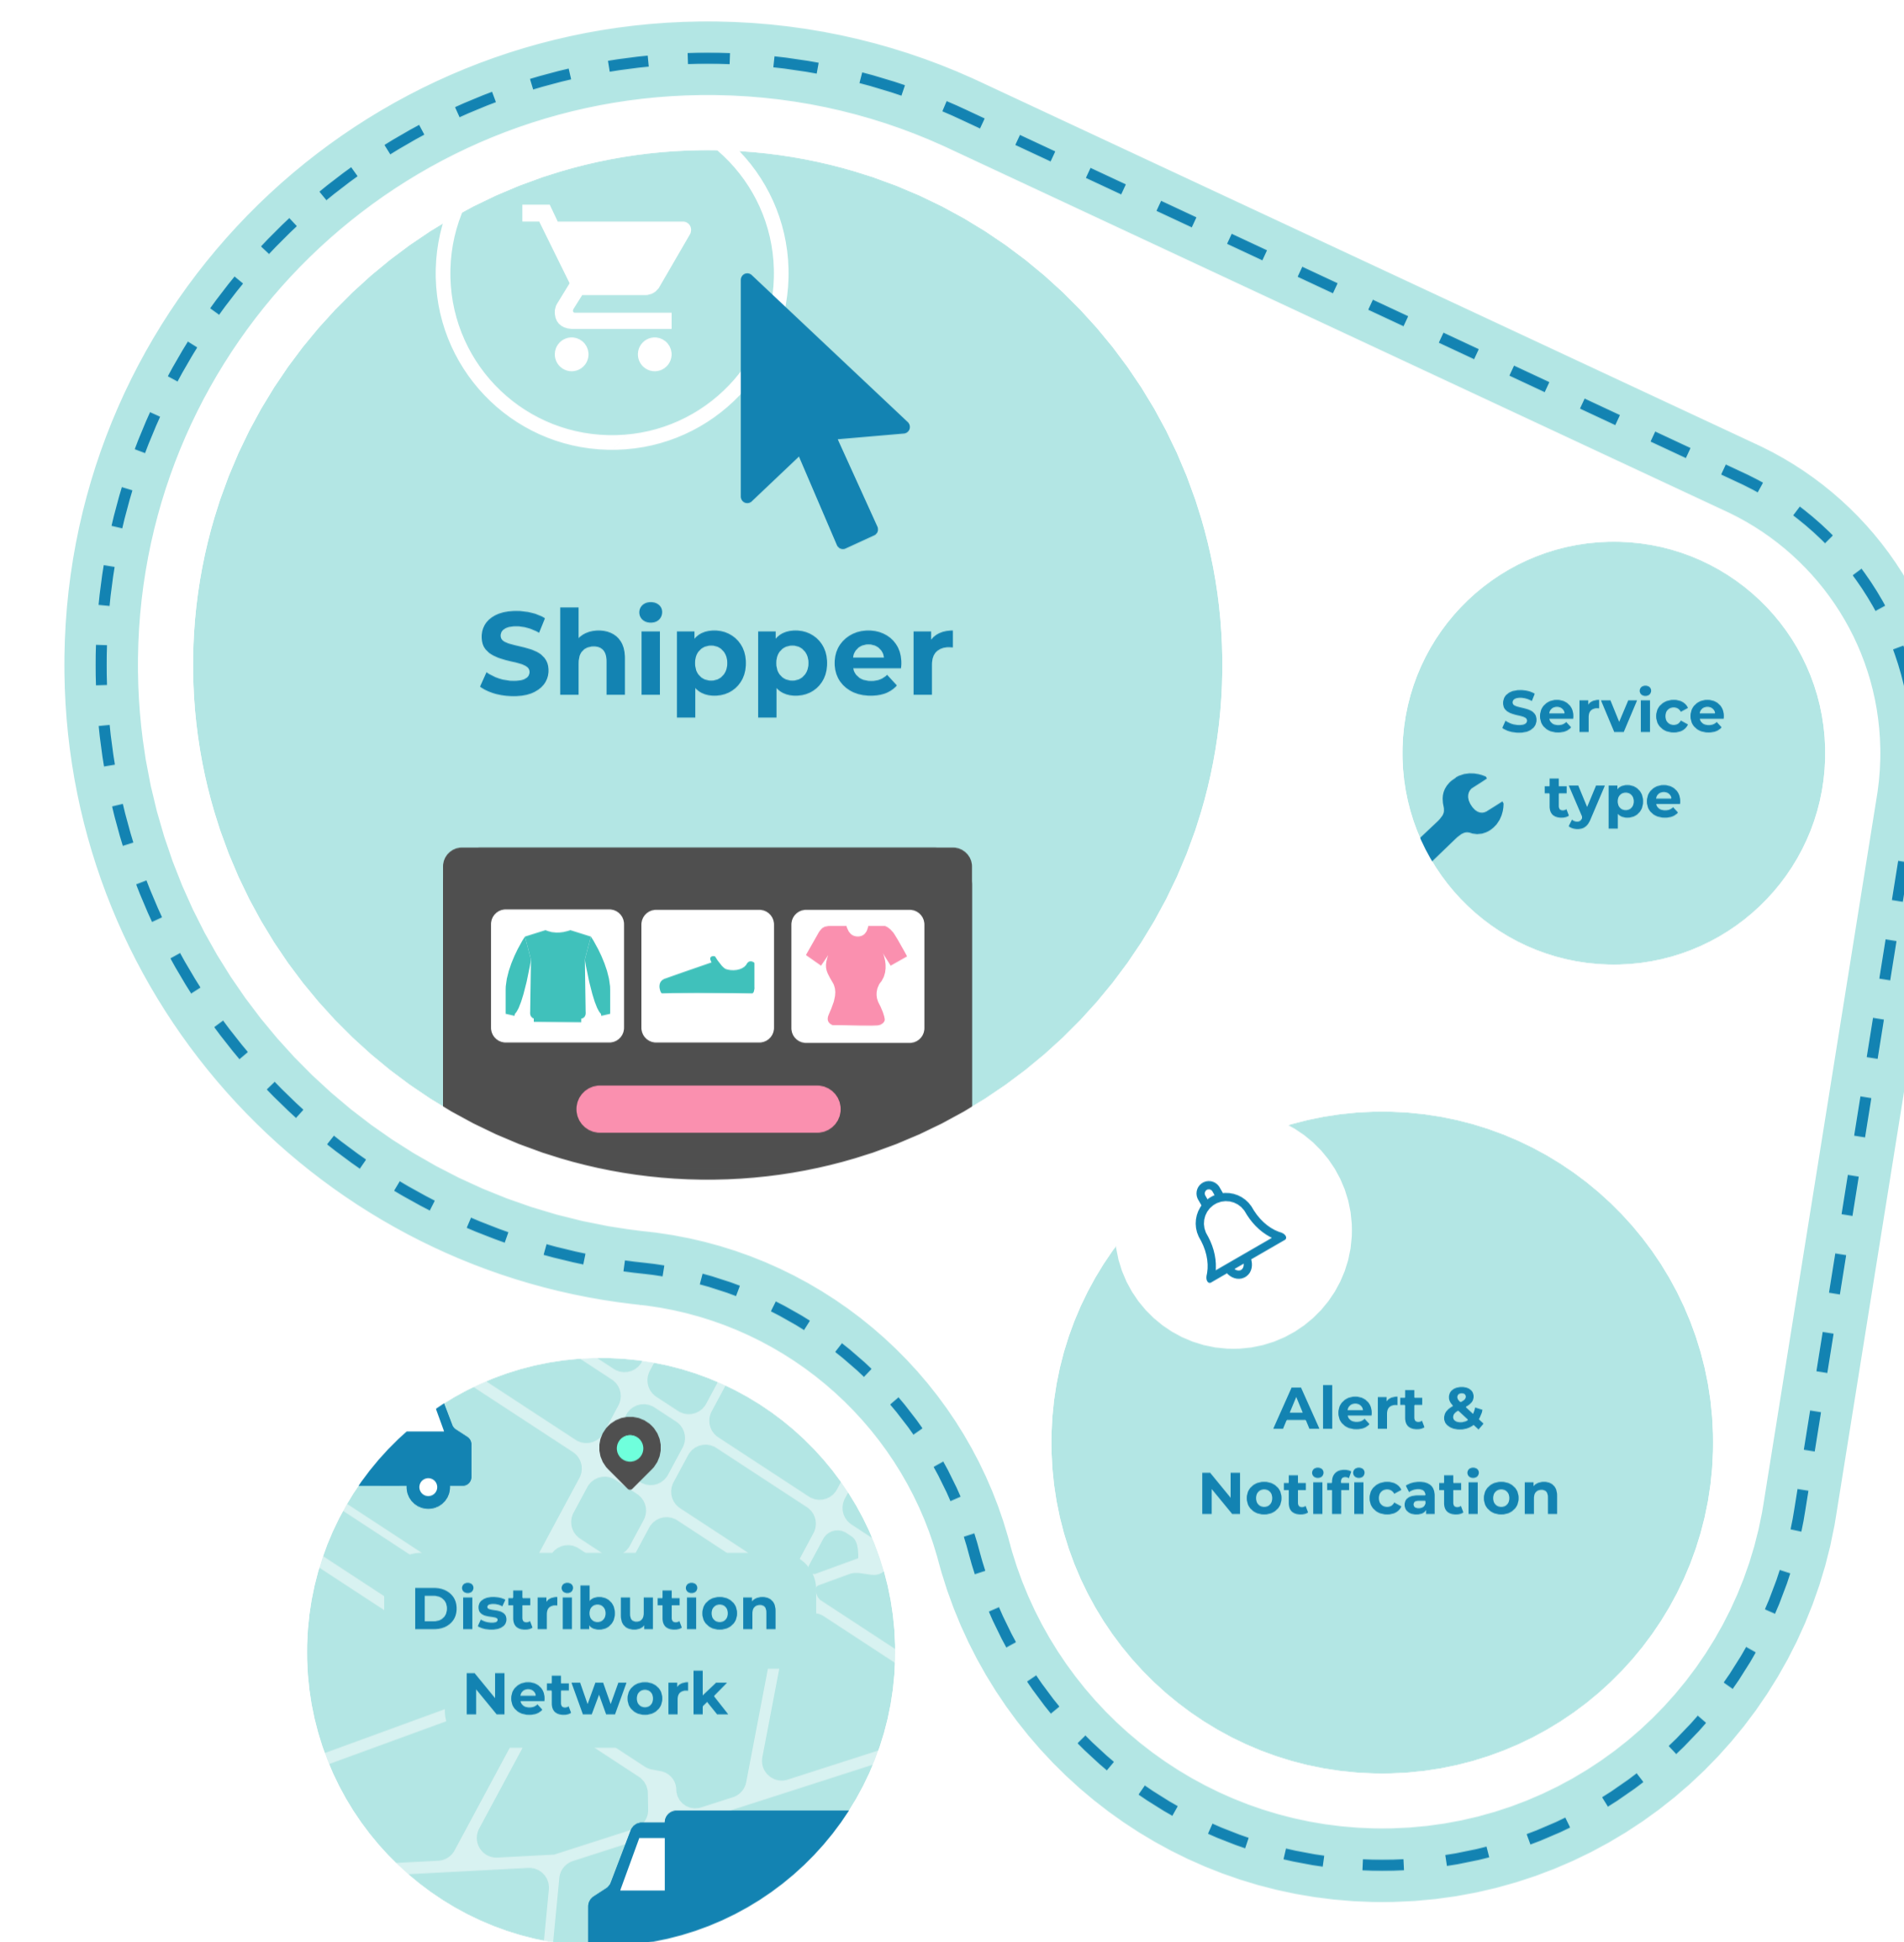 Shipper
Service
type
Alert &
Notification
Distribution
Network